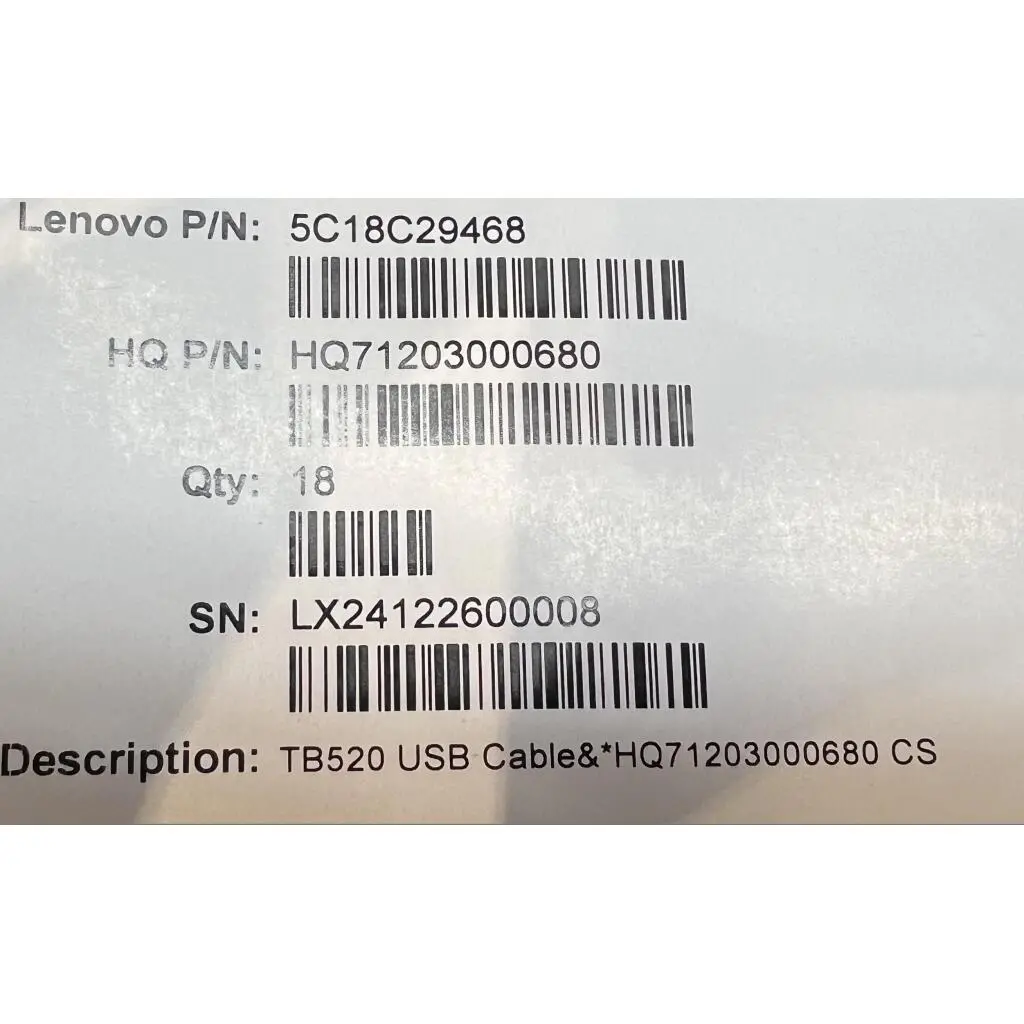 Lenovo P/N: 5C18C29468
HQ P/N: HQ71203000680
Qty: 18
SN: LX24122600008
Description: TB520 USB Cable&*HQ71203000680 CS